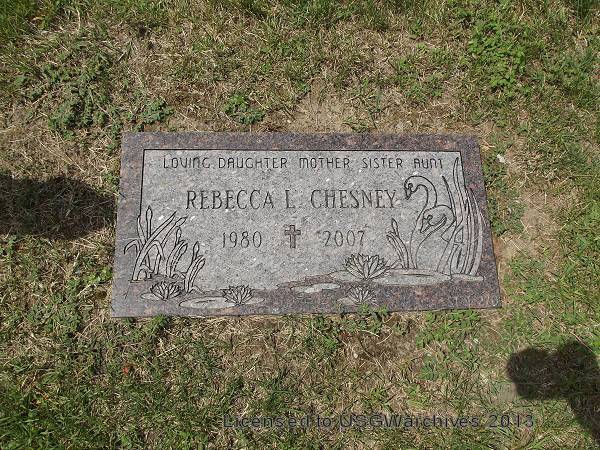 LOVING DAUGHTER MOTHER SISTER AUNT
REBECCA L. CHESNEY
1980 2007
Licensed to USGWarchives 2013